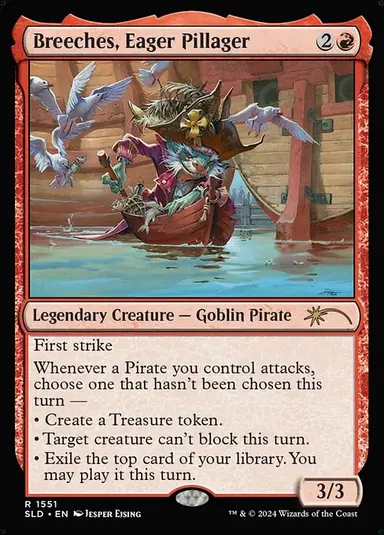 Breeches, Eager Pillager 2
Legendary Creature — Goblin Pirate
First strike
Whenever a Pirate you control attacks,
choose one that hasn't been chosen this
turn —
• Create a Treasure token.
• Target creature can't block this turn.
• Exile the top card of your library. You
may play it this turn.
3/3
R 1551
SLD • EN Jesper Eising
™ & © 2024 Wizards of the Coast